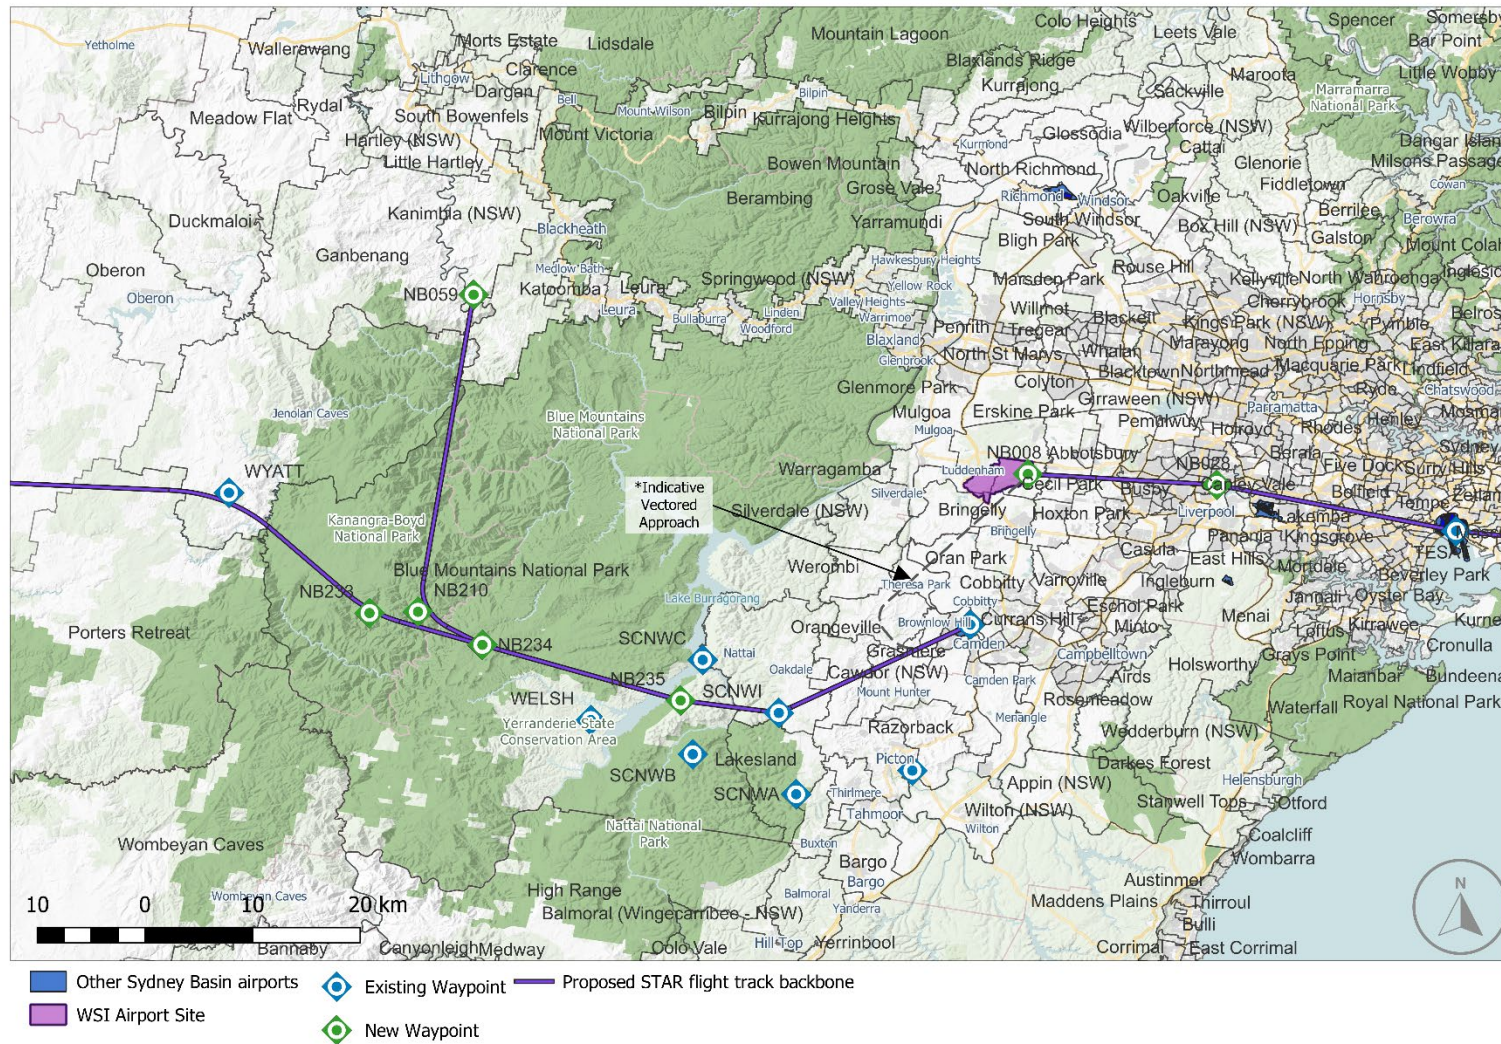 Yetholme
Wallerawang
Morts Estate
Lidsdale
Mountain Lagoon
Colo Heights
Leets Vale
Spencer
Bar Point
Lithgow
Clarence
Blaxlands Ridge
Maroota
Little Wobby
Dargan
Kurrajong
Sackville
Marramarra
National Park
Rydal
Bell
Mount Wilson
Bilpin
Bilpin
Meadow Flat
South Bowenfels
Mount Victoria
Kurrajong Heights
Glossodia
Wilberforce (NSW)
Hartley (NSW)
Little Hartley
Kurmond
Cattai
Glenorie
Milsons Passage
Bowen Mountain
North Richmond
Fiddletown
Cowan
Berambing
Grose Vale
Richmond
Windsor
Oakville
Berrilee
Duckmaloi
Kanimbla (NSW)
Yarramundi
South Windsor
Berowra
Blackheath
Bligh Park
Box Hill (NSW)
Galston
Ganbenang
Oberon
Medlow Bath
Hawkesbury Heights
Rouse Hill
Oberon
NB059
Katoomba
Leura
Springwood (NSW)
Yellow Rock
Marsden Park
Kellyville
North Wahroonga
Leura
Bullaburra
Linden
Woodford
Valley Heights
Warrimoo
Willmot
Cherrybrook
Hornsby
Blaxland
Penrith
Tregear
Blackett
Kings Park (NSW)
Pymble
Glenbrook
North St Marys
Whalan
Marayong
North Epping
East Killara
Glenmore Park
Colyton
Blacktown
Northmead
Macquarie Park
Lindfield
Jenolan Caves
Blue Mountains
National Park
Mulgoa
Mulgoa
Erskine Park
Girraween (NSW)
Ryde
Chatswood
Pemulwuy
Parramatta
Henley
Holroyd
Rhodes
WYATT
Warragamba
NB008
Abbotsbury
NB028
Berala
Sydney
Luddenham
Five Dock
Surry Hills
*Indicative
Vectored
Approach
Silverdale
Cecil Park
Busby
Canley Vale
Belfield
Tempe
Kanangra-Boyd
National Park
Silverdale (NSW)
Bringelly
Hoxton Park
Liverpool
Lakemba
Bringelly
Panania
Kingsgrove
Casula
East Hills
TESAT
Blue Mountains National Park
Werombi
Oran Park
Mortdale
Beverley Park
NB233
NB210
Theresa Park
Cobbitty
Varroville
Ingleburn
Lake Burragorang
Cobbitty
Eschol Park
Jannali
Oyster Bay
Porters Retreat
NB234
SCNWC
Orangeville
Brownlow Hill
Currans Hill
Minto
Menai
Loftus
Kirrawee
Nattai
Grasmere
Camden
Campbelltown
Holsworthy
Grays Point
Cronulla
NB235
Oakdale
Cawdor (NSW)
Airds
Maianbar
Bundeena
WELSH
SCNWI
Mount Hunter
Camden Park
Rosemeadow
Waterfall
Royal National Park
Yerranderie State
Conservation Area
Razorback
Menangle
Wedderburn (NSW)
SCNWB
Lakesland
Picton
Darkes Forest
Helensburgh
SCNWA
Thirlmere
Appin (NSW)
Stanwell Tops
Otford
Nattai National
Park
Tahmoor
Wilton (NSW)
Wilton
Coalcliff
Wombeyan Caves
Buxton
Wombarra
Bargo
Bargo
Austinmer
Wombeyan Caves
High Range
Balmoral
Yanderra
Maddens Plains
Thirroul
Balmoral (Wingecarribee - NSW)
Bulli
Bannaby
Canyonleigh
Medway
Colo Vale
Hill Top
Yerrinbool
Corrimal
East Corrimal
N
10 0 10 20 km
Other Sydney Basin airports
Existing Waypoint
Proposed STAR flight track backbone
WSI Airport Site
New Waypoint